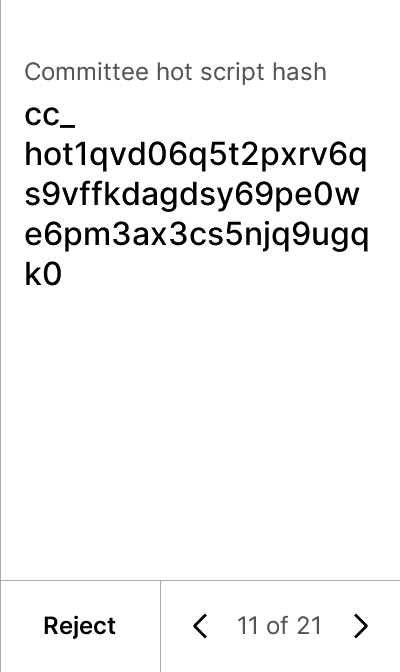 Committee hot script hash
cc_
hot1qvd06q5t2pxrv6q
s9vffkdagdsy69pe0w
e6pm3ax3cs5njq9ugq
k0
Reject
11 of 21